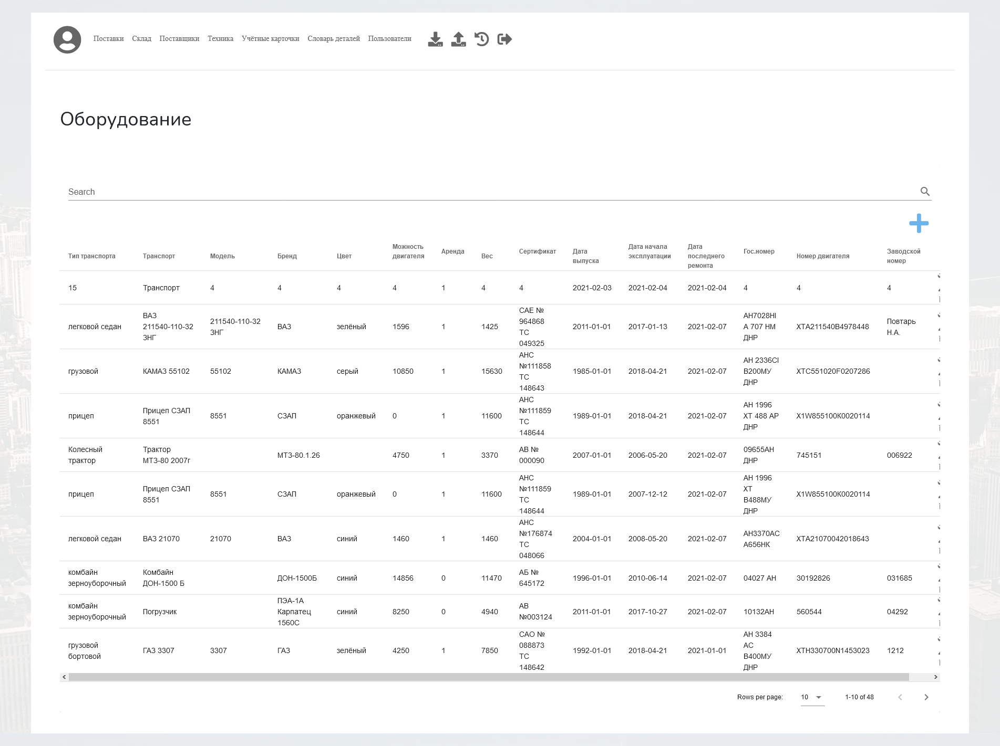 Поставки Склад Поставщики Техника Учётные карточки Словарь деталей Пользователи
Оборудование
Search
Тип транспорта Транспорт Модель Бренд Цвет Можность двигателя Аренда Вес Сертификат Дата выпуска Дата начала эксплуатации Дата последнего ремонта Гос.номер Номер двигателя Заводской номер
15 Транспорт 4 4 4 4 1 4 4 2021-02-03 2021-02-04 2021-02-04 4 4 4
легковой седан ВАЗ 211540-110-32 ЗНГ 211540-110-32 ЗНГ ВАЗ зелёный 1596 1 1425 САЕ № 964868 ТС 049325 2011-01-01 2017-01-13 2021-02-07 АН7028НІ А 707 НМ ДНР ХТА211540В4978448 Повтарь Н.А.
грузовой КАМАЗ 55102 55102 КАМАЗ серый 10850 1 15630 АНС №111858 ТС 148643 1985-01-01 2018-04-21 2021-02-07 АН 2336СІ В200МУ ДНР ХТС551020F0207286
прицеп Прицеп СЗАП 8551 8551 СЗАП оранжевый 0 1 11600 АНС №111859 ТС 148644 1989-01-01 2018-04-21 2021-02-07 АН 1996 ХТ 488 АР ДНР X1W855100K0020114
Колесный трактор Трактор МТЗ-80 2007г МТЗ-80.1.26 4750 1 3370 АВ № 000090 2007-01-01 2006-05-20 2021-02-07 09655АН ДНР 745151 006922
прицеп Прицеп СЗАП 8551 8551 СЗАП оранжевый 0 1 11600 АНС №111859 ТС 148644 1989-01-01 2007-12-12 2021-02-07 АН 1996 ХТ В488МУ ДНР X1W855100K0020114
легковой седан ВАЗ 21070 21070 ВАЗ синий 1460 1 1460 АНС №176874 ТС 048066 2004-01-01 2008-05-20 2021-02-07 АН3370АС А656НК ХТА21070042018643
комбайн зерноуборочный Комбайн ДОН-1500 Б ДОН-1500Б синий 14856 0 11470 АБ № 645172 1996-01-01 2010-06-14 2021-02-07 04027 АН 30192826 031685
комбайн зерноуборочный Погрузчик ПЭА-1А Карпатец 1560С синий 8250 0 4940 АВ №003124 2011-01-01 2017-10-27 2021-02-07 10132АН 560544 04292
грузовой бортовой ГАЗ 3307 3307 ГАЗ зелёный 4250 1 7850 САО № 088873 ТС 148642 1992-01-01 2018-04-21 2021-01-01 АН 3384 АС В400МУ ДНР XTH330700N1453023 1212
Rows per page: 10 1-10 of 48